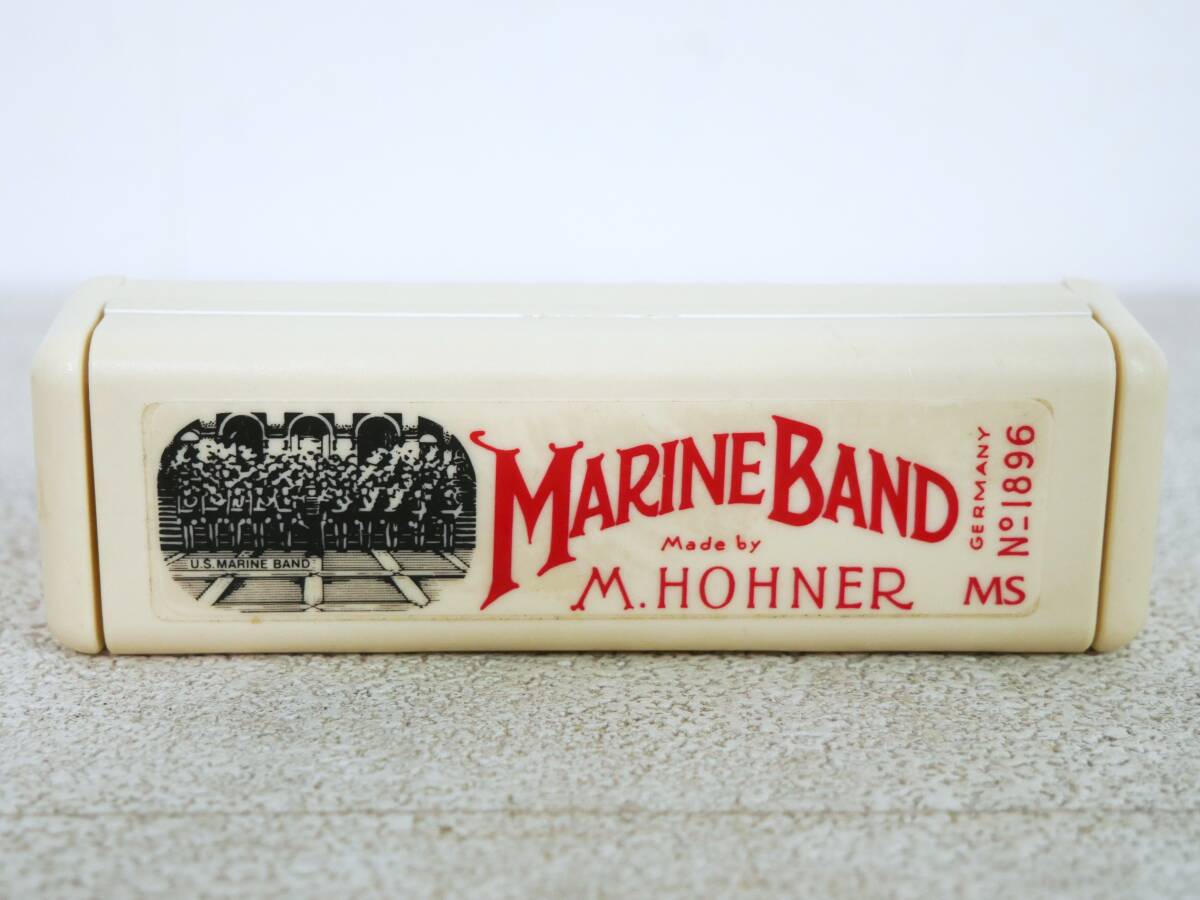 U.S. MARINE BAND
MARINE BAND
Made by
M. HOHNER
GERMANY
No 1896
MS